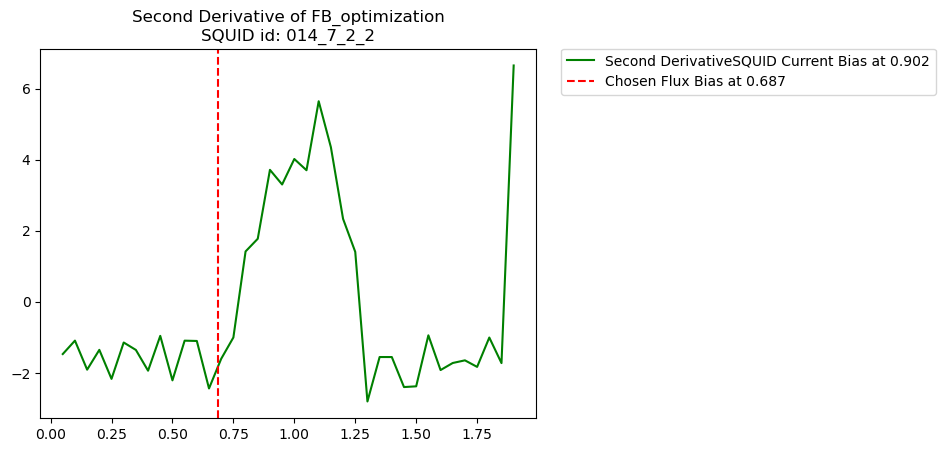 Second Derivative of FB_optimization
SQUID id: 014_7_2_2
Second DerivativeSQUID Current Bias at 0.902
Chosen Flux Bias at 0.687
6
4
2
0
−2
0.00 0.25 0.50 0.75 1.00 1.25 1.50 1.75